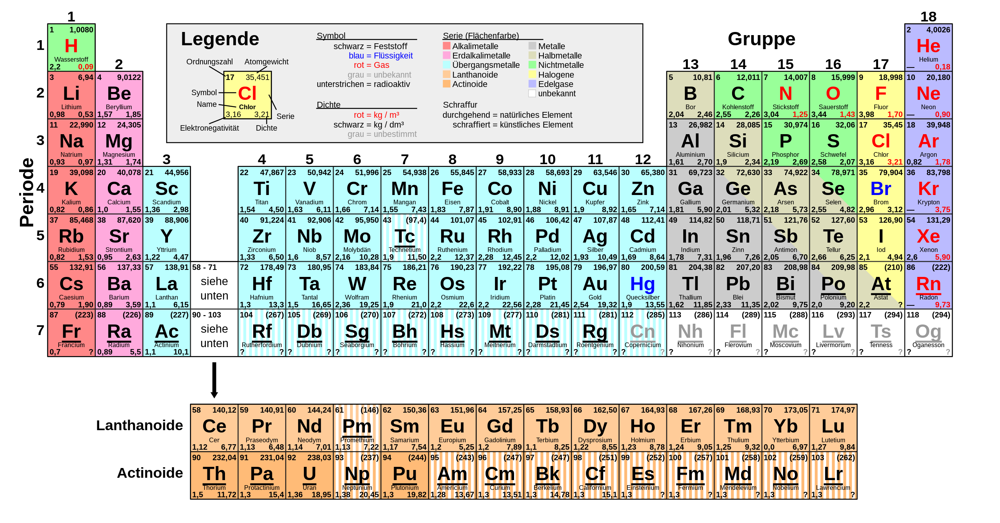 1
18
1 1,0080
H
Wasserstoff
2,2 0,09
Legende
Ordnungszahl Atomgewicht
17 35,451
Cl
Chlor
3,16 3,21
Symbol
Name
Elektronegativität
Dichte
Serie
Symbol
schwarz = Feststoff
blau = Flüssigkeit
rot = Gas
grau = unbekannt
unterstrichen = radioaktiv
Dichte
rot = kg / m³
schwarz = kg / dm³
grau = unbestimmt
Serie (Flächenfarbe)
Alkalimetalle
Erdalkalimetalle
Übergangsmetalle
Lanthanoide
Actinoide
Metalle
Halbmetalle
Nichtmetalle
Halogene
Edelgase
unbekannt
Schraffur
durchgehend = natürliches Element
schraffiert = künstliches Element
Gruppe
2 4,0026
He
Helium
— 0,18
Periode
1
2
3
4
5
6
7
2
13 14 15 16 17
3 6,94 4 9,0122 5 10,81 6 12,011 7 14,007 8 15,999 9 18,998 10 20,180
Li Be B C N O F Ne
Lithium Beryllium Bor Kohlenstoff Stickstoff Sauerstoff Fluor Neon
0,98 0,53 1,57 1,85 2,04 2,46 2,55 2,26 3,04 1,25 3,44 1,43 3,98 1,70 — 0,90
11 22,990 12 24,305 13 26,982 14 28,085 15 30,974 16 32,06 17 35,45 18 39,948
Na Mg Al Si P S Cl Ar
Natrium Magnesium Aluminium Silicium Phosphor Schwefel Chlor Argon
0,93 0,97 1,31 1,74 1,61 2,70 1,9 2,34 2,19 2,69 2,58 2,07 3,16 3,21 0,82 1,78
3 4 5 6 7 8 9 10 11 12
19 39,098 20 40,078 21 44,956 22 47,867 23 50,942 24 51,996 25 54,938 26 55,845 27 58,933 28 58,693 29 63,546 30 65,380 31 69,723 32 72,630 33 74,922 34 78,971 35 79,904 36 83,798
K Ca Sc Ti V Cr Mn Fe Co Ni Cu Zn Ga Ge As Se Br Kr
Kalium Calcium Scandium Titan Vanadium Chrom Mangan Eisen Cobalt Nickel Kupfer Zink Gallium Germanium Arsen Selen Brom Krypton
0,82 0,86 1,0 1,55 1,36 2,98 1,54 4,50 1,63 6,11 1,66 7,14 1,55 7,43 1,83 7,87 1,91 8,90 1,88 8,91 1,9 8,92 1,65 7,14 1,81 5,90 2,01 5,32 2,18 5,73 2,55 4,82 2,96 3,12 — 3,75
37 85,468 38 87,620 39 88,906 40 91,224 41 92,906 42 95,950 43 (97,4) 44 101,07 45 102,91 46 106,42 47 107,87 48 112,41 49 114,82 50 118,71 51 121,76 52 127,60 53 126,90 54 131,29
Rb Sr Y Zr Nb Mo Tc Ru Rh Pd Ag Cd In Sn Sb Te I Xe
Rubidium Strontium Yttrium Zirconium Niob Molybdän Technetium Ruthenium Rhodium Palladium Silber Cadmium Indium Zinn Antimon Tellur Iod Xenon
0,82 1,53 0,95 2,63 1,22 4,47 1,33 6,50 1,6 8,57 2,16 10,28 1,9 11,50 2,2 12,37 2,28 12,45 2,2 12,02 1,93 10,49 1,69 8,64 1,78 7,31 1,96 7,26 2,05 6,70 2,66 6,25 2,1 4,94 2,6 5,90
55 132,91 56 137,33 57 138,91 58 - 71 72 178,49 73 180,95 74 183,84 75 186,21 76 190,23 77 192,22 78 195,08 79 196,97 80 200,59 81 204,38 82 207,20 83 208,98 84 209,98 85 (210) 86 (222)
Cs Ba La siehe unten Hf Ta W Re Os Ir Pt Au Hg Tl Pb Bi Po At Rn
Caesium Barium Lanthan Hafnium Tantal Wolfram Rhenium Osmium Iridium Platin Gold Quecksilber Thallium Blei Bismut Polonium Astat Radon
0,79 1,90 0,89 3,59 1,1 6,15 1,3 13,3 1,5 16,65 2,36 19,25 1,9 21,0 2,2 22,6 2,2 22,56 2,28 21,45 2,54 19,32 1,9 13,55 1,62 11,85 2,33 11,35 2,02 9,75 2,0 9,20 2,2 ? — 9,73
87 (223) 88 (226) 89 (227) 90 - 103 104 (267) 105 (269) 106 (270) 107 (272) 108 (273) 109 (277) 110 (281) 111 (281) 112 (285) 113 (286) 114 (289) 115 (288) 116 (293) 117 (294) 118 (294)
Fr Ra Ac siehe unten Rf Db Sg Bh Hs Mt Ds Rg Cn Nh Fl Mc Lv Ts Og
Francium Radium Actinium Rutherfordium Dubnium Seaborgium Bohrium Hassium Meitnerium Darmstadtium Roentgenium Copernicium Nihonium Flerovium Moscovium Livermorium Tenness Oganesson
0,7 ? 0,89 5,5 1,1 10,1 ? ? ? ? ? ? ? ? ? ? ? ? ? ? ? ? ? ? ? ? ? ? ? ? ? ? ? ? ? ?
Lanthanoide
58 140,12 59 140,91 60 144,24 61 (146) 62 150,36 63 151,96 64 157,25 65 158,93 66 162,50 67 164,93 68 167,26 69 168,93 70 173,05 71 174,97
Ce Pr Nd Pm Sm Eu Gd Tb Dy Ho Er Tm Yb Lu
Cer Praseodym Neodym Promethium Samarium Europium Gadolinium Terbium Dysprosium Holmium Erbium Thulium Ytterbium Lutetium
1,12 6,77 1,13 6,48 1,14 7,01 1,13 7,22 1,17 7,54 1,2 5,25 1,2 7,89 1,1 8,25 1,22 8,55 1,23 8,78 1,24 9,05 1,25 9,32 0,0 6,97 1,27 9,84
Actinoide
90 232,04 91 231,04 92 238,03 93 (237) 94 (244) 95 (243) 96 (247) 97 (247) 98 (251) 99 (252) 100 (257) 101 (258) 102 (259) 103 (262)
Th Pa U Np Pu Am Cm Bk Cf Es Fm Md No Lr
Thorium Protactinium Uran Neptunium Plutonium Americium Curium Berkelium Californium Einsteinium Fermium Mendelevium Nobelium Lawrencium
1,5 11,72 1,3 15,4 1,36 18,95 1,38 20,45 1,3 19,82 1,28 13,67 1,3 13,51 1,3 14,78 1,3 15,1 1,3 ? 1,3 ? 1,3 ? 1,3 ? 1,3 ?